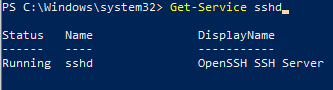 PS C:\Windows\system32> Get-Service sshd
Status Name DisplayName
------ ---- -----------
Running sshd OpenSSH SSH Server